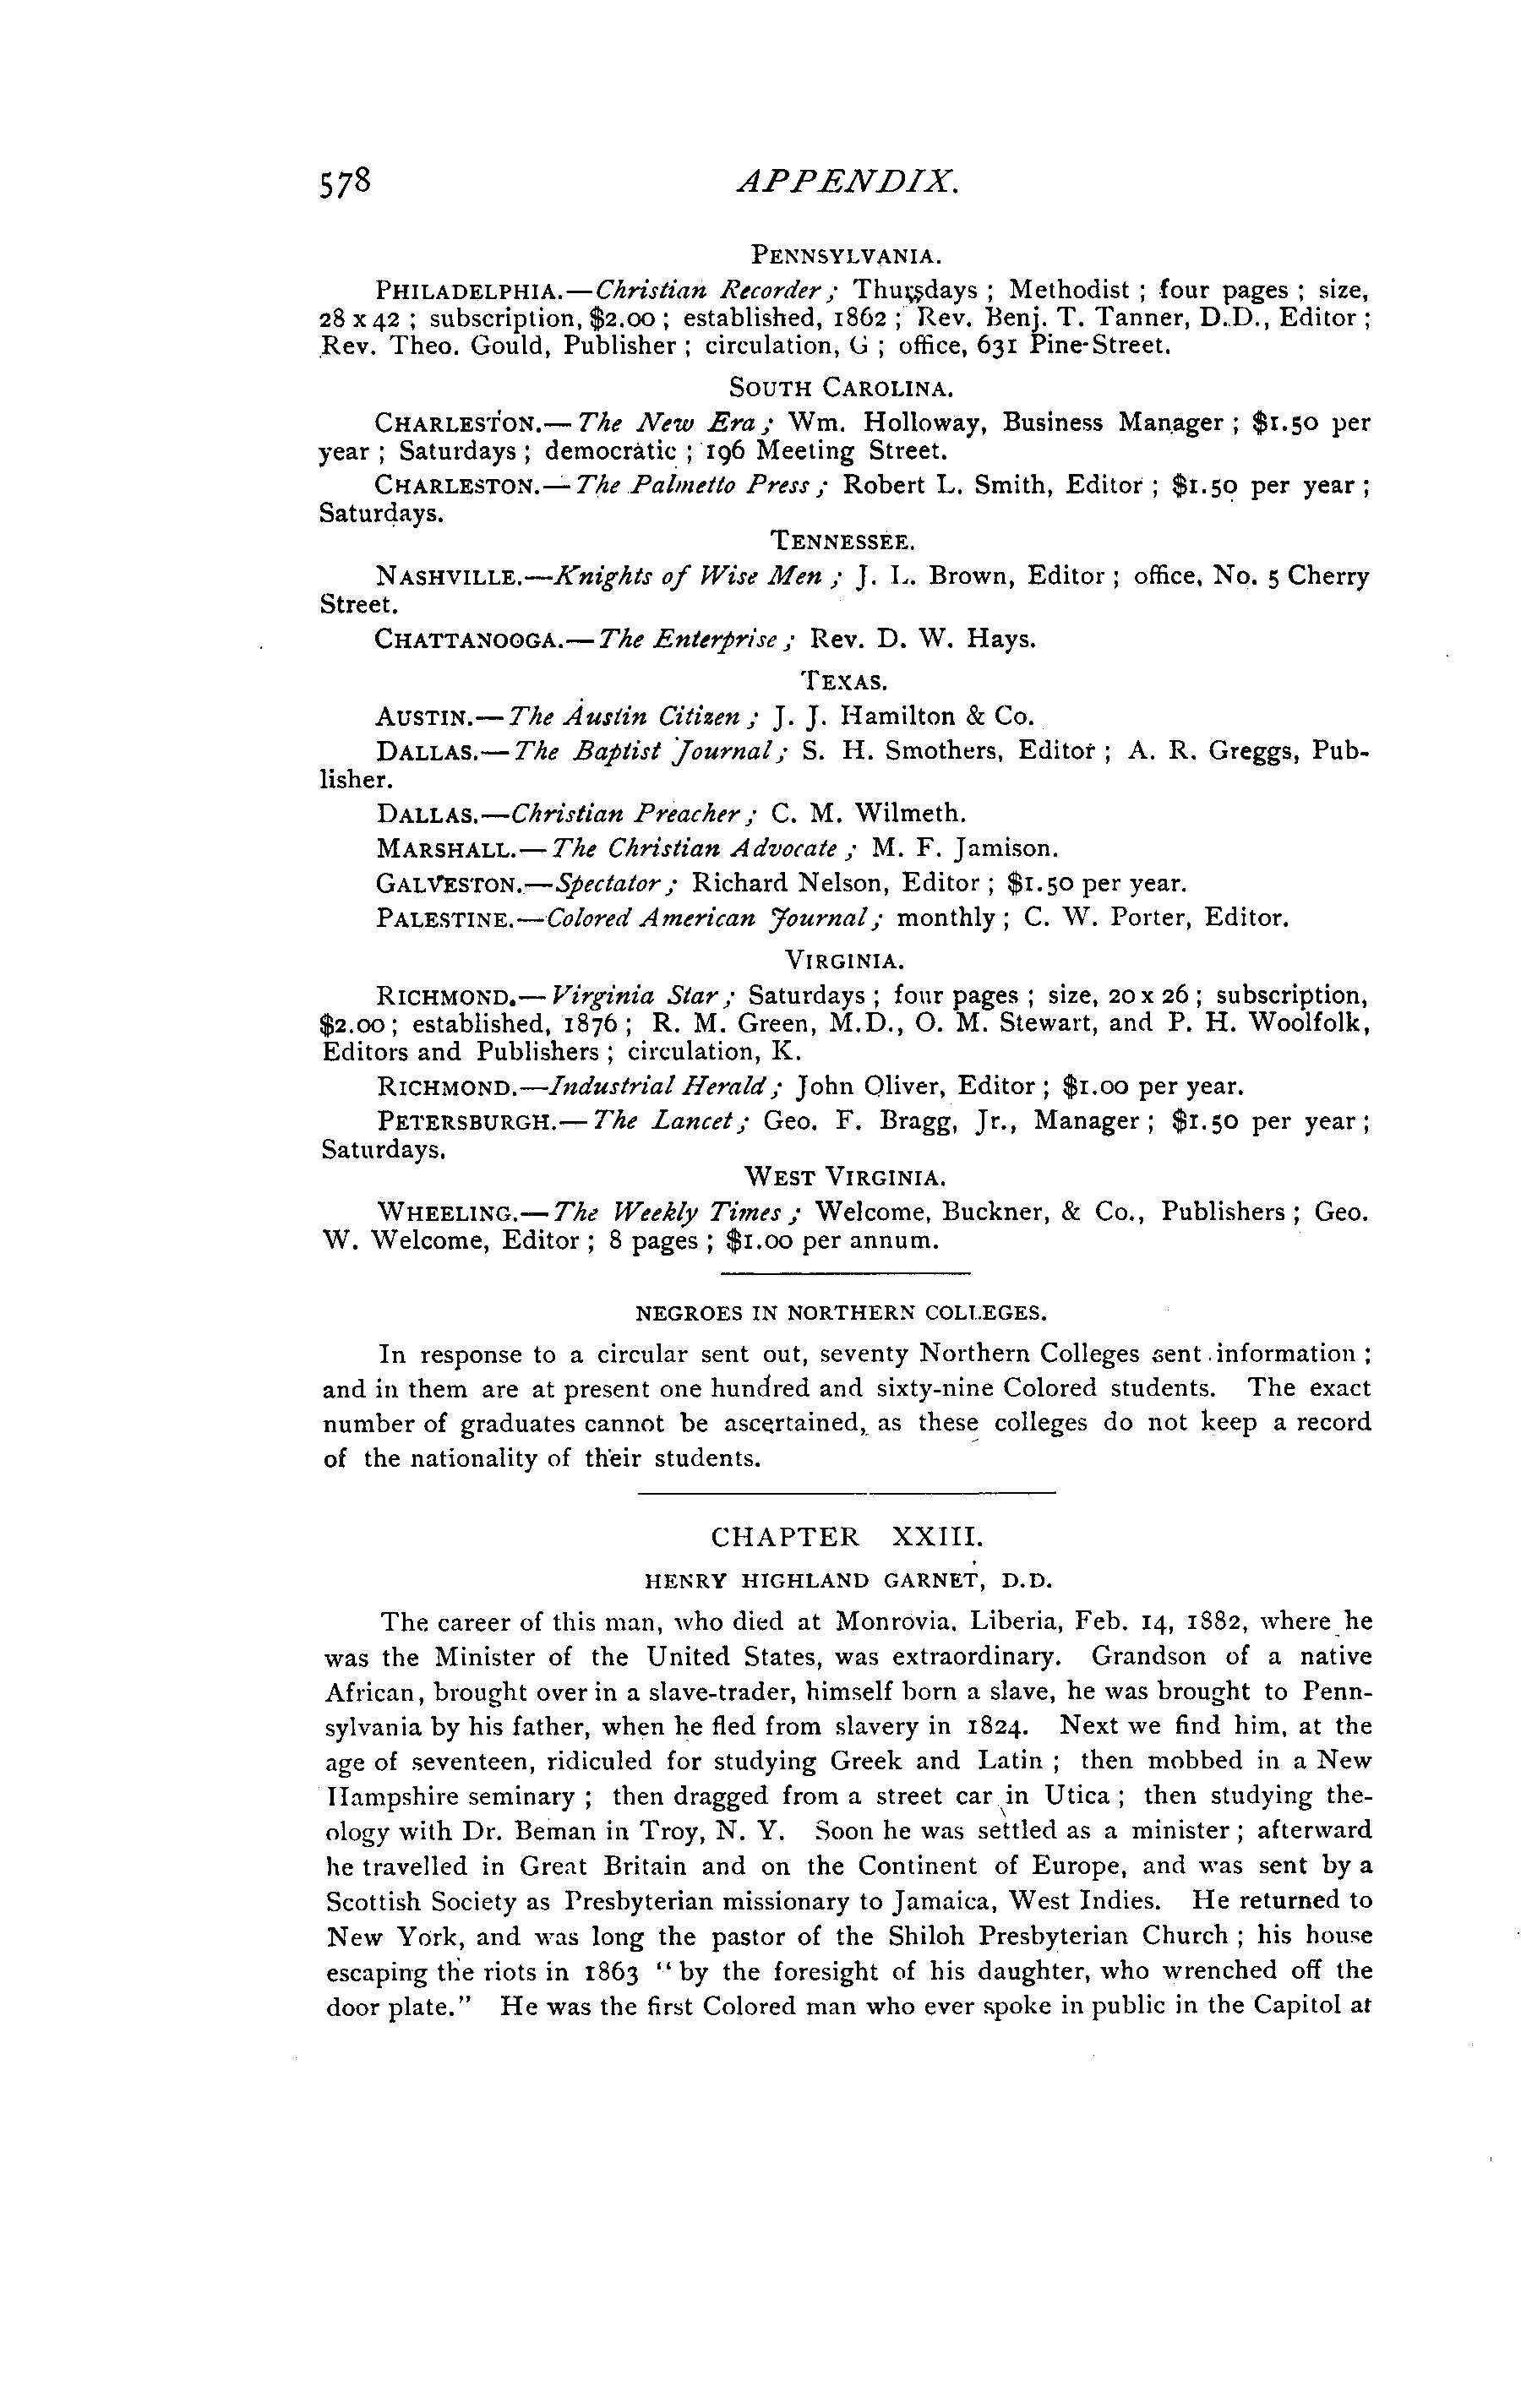 578 APPENDIX.
PENNSYLVANIA.
PHILADELPHIA.—Christian Recorder; Thursdays ; Methodist ; four pages ; size,
28 x 42 ; subscription, $2.00 ; established, 1862 ; Rev. Benj. T. Tanner, D.D., Editor ;
Rev. Theo. Gould, Publisher ; circulation, G ; office, 631 Pine-Street.
SOUTH CAROLINA.
CHARLESTON.—The New Era; Wm. Holloway, Business Manager ; $1.50 per
year ; Saturdays ; democratic ; 196 Meeting Street.
CHARLESTON.—The Palmetto Press; Robert L. Smith, Editor ; $1.50 per year ;
Saturdays.
TENNESSEE.
NASHVILLE.—Knights of Wise Men ; J. L. Brown, Editor ; office, No. 5 Cherry
Street.
CHATTANOOGA.—The Enterprise; Rev. D. W. Hays.
TEXAS.
AUSTIN.—The Austin Citizen; J. J. Hamilton & Co.
DALLAS.—The Baptist Journal; S. H. Smothers, Editor ; A. R. Greggs, Pub-
lisher.
DALLAS.—Christian Preacher; C. M. Wilmeth.
MARSHALL.—The Christian Advocate; M. F. Jamison.
GALVESTON.—Spectator; Richard Nelson, Editor ; $1.50 per year.
PALESTINE.—Colored American Journal; monthly ; C. W. Porter, Editor.
VIRGINIA.
RICHMOND.—Virginia Star; Saturdays ; four pages ; size, 20 x 26 ; subscription,
$2.00 ; established, 1876 ; R. M. Green, M.D., O. M. Stewart, and P. H. Woolfolk,
Editors and Publishers ; circulation, K.
RICHMOND.—Industrial Herald; John Oliver, Editor ; $1.00 per year.
PETERSBURGH.—The Lancet; Geo. F. Bragg, Jr., Manager ; $1.50 per year ;
Saturdays.
WEST VIRGINIA.
WHEELING.—The Weekly Times; Welcome, Buckner, & Co., Publishers ; Geo.
W. Welcome, Editor ; 8 pages ; $1.00 per annum.
NEGROES IN NORTHERN COLLEGES.
In response to a circular sent out, seventy Northern Colleges sent information ;
and in them are at present one hundred and sixty-nine Colored students. The exact
number of graduates cannot be ascertained, as these colleges do not keep a record
of the nationality of their students.
CHAPTER XXIII.
HENRY HIGHLAND GARNET, D.D.
The career of this man, who died at Monrovia, Liberia, Feb. 14, 1882, where he
was the Minister of the United States, was extraordinary. Grandson of a native
African, brought over in a slave-trader, himself born a slave, he was brought to Penn-
sylvania by his father, when he fled from slavery in 1824. Next we find him, at the
age of seventeen, ridiculed for studying Greek and Latin ; then mobbed in a New
Hampshire seminary ; then dragged from a street car in Utica ; then studying the-
ology with Dr. Beman in Troy, N. Y. Soon he was settled as a minister ; afterward
he travelled in Great Britain and on the Continent of Europe, and was sent by a
Scottish Society as Presbyterian missionary to Jamaica, West Indies. He returned to
New York, and was long the pastor of the Shiloh Presbyterian Church ; his house
escaping the riots in 1863 "by the foresight of his daughter, who wrenched off the
door plate." He was the first Colored man who ever spoke in public in the Capitol at